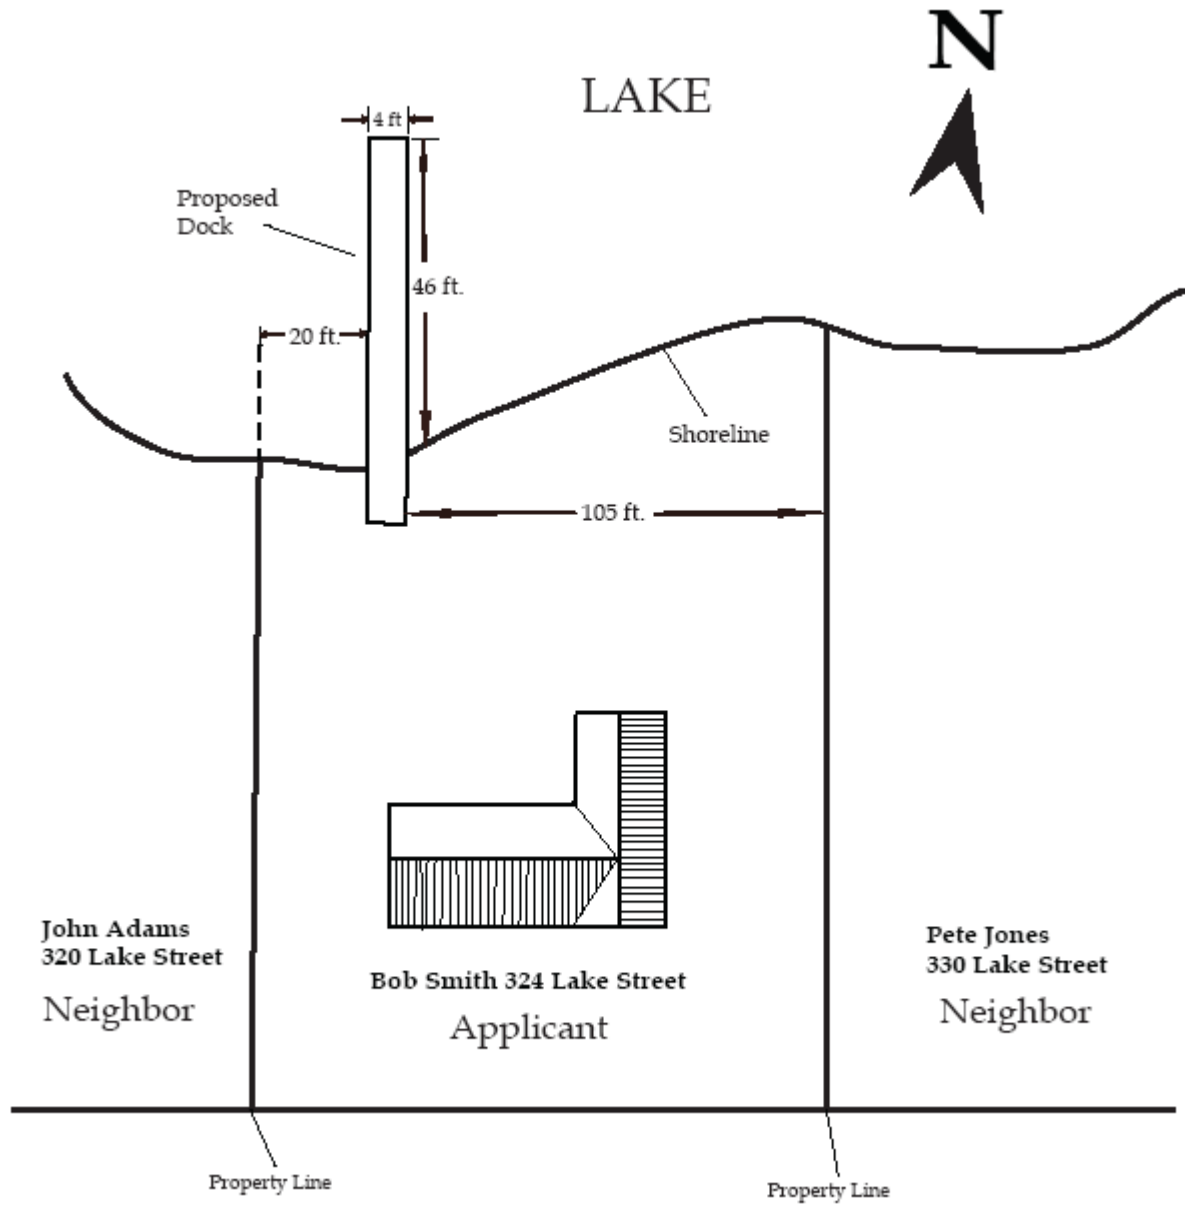 N
LAKE
4 ft
Proposed
Dock
46 ft.
20 ft.
Shoreline
105 ft.
John Adams
320 Lake Street
Neighbor
Bob Smith 324 Lake Street
Applicant
Pete Jones
330 Lake Street
Neighbor
Property Line
Property Line